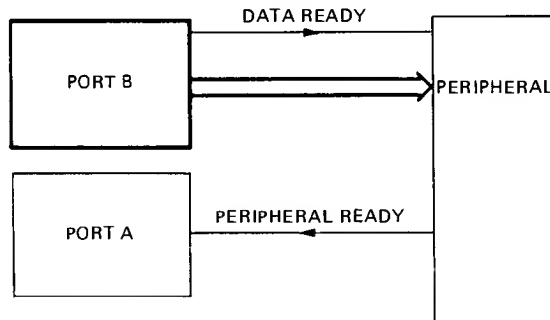 DATA READY
PORT B
PERIPHERAL
PERIPHERAL READY
PORT A